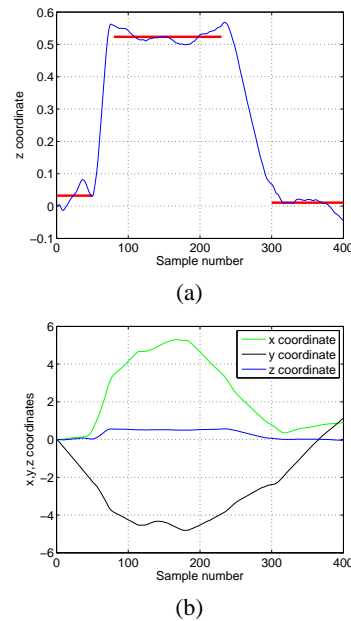 0.6
0.5
0.4
0.3
0.2
0.1
0
−0.1
z coordinate
0 100 200 300 400
Sample number
(a)
6
4
2
0
−2
−4
−6
x,y,z coordinates
x coordinate
y coordinate
z coordinate
0 100 200 300 400
Sample number
(b)